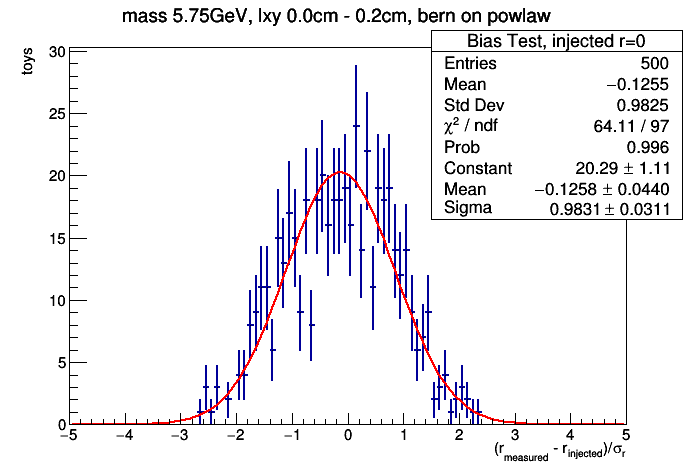 mass 5.75GeV, lxy 0.0cm - 0.2cm, bern on powlaw
Bias Test, injected r=0
Entries 500
Mean −0.1255
Std Dev 0.9825
χ² / ndf 64.11 / 97
Prob 0.996
Constant 20.29 ± 1.11
Mean −0.1258 ± 0.0440
Sigma 0.9831 ± 0.0311
toys
30
25
20
15
10
5
0
−5 −4 −3 −2 −1 0 1 2 3 4 5
(r_measured - r_injected)/σ_r